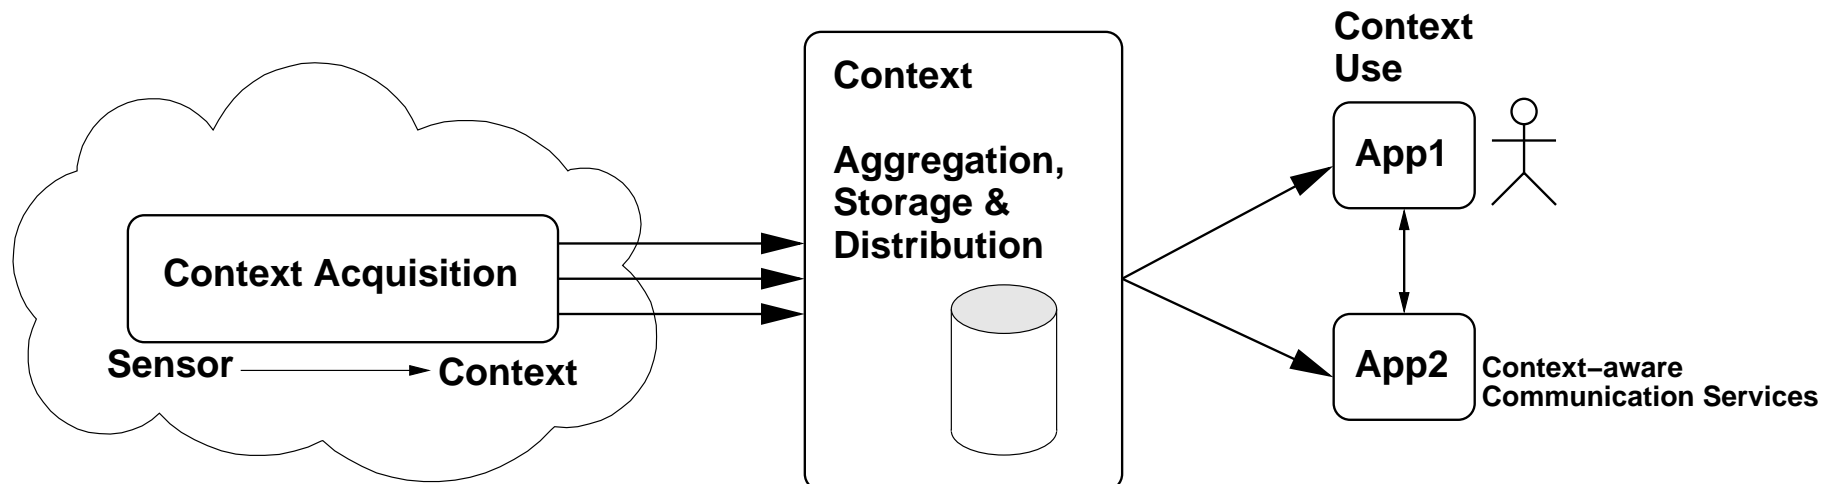 Context Acquisition
Sensor
Context
Context
Aggregation,
Storage &
Distribution
Context
Use
App1
App2
Context−aware
Communication Services